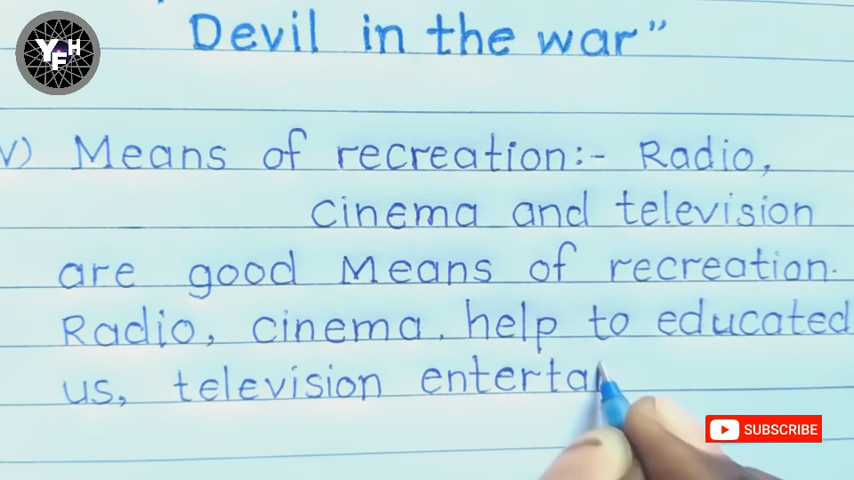 Devil in the war"
YFH
V) Means of recreation:- Radio,
cinema and television
are good Means of recreation.
Radio, cinema. help to educated
us, television enterta
SUBSCRIBE